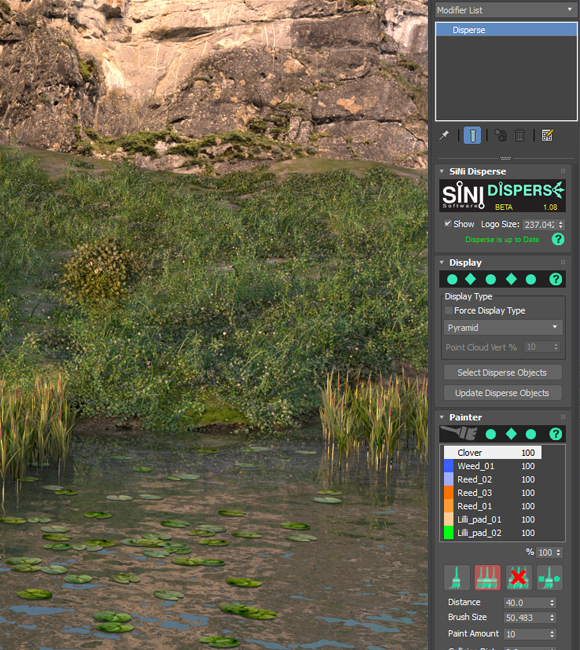 Modifier List
Disperse
SiNi Disperse
SiNI Software DiSPERSE
BETA 1.08
Show Logo Size: 237.042
Disperse is up to Date ?
Display
?
Display Type
Force Display Type
Pyramid
Point Cloud Vert % 10
Select Disperse Objects
Update Disperse Objects
Painter
?
Clover 100
Weed_01 100
Reed_02 100
Reed_03 100
Reed_01 100
Lilli_pad_01 100
Lilli_pad_02 100
% 100
Distance 40.0
Brush Size 50.483
Paint Amount 10